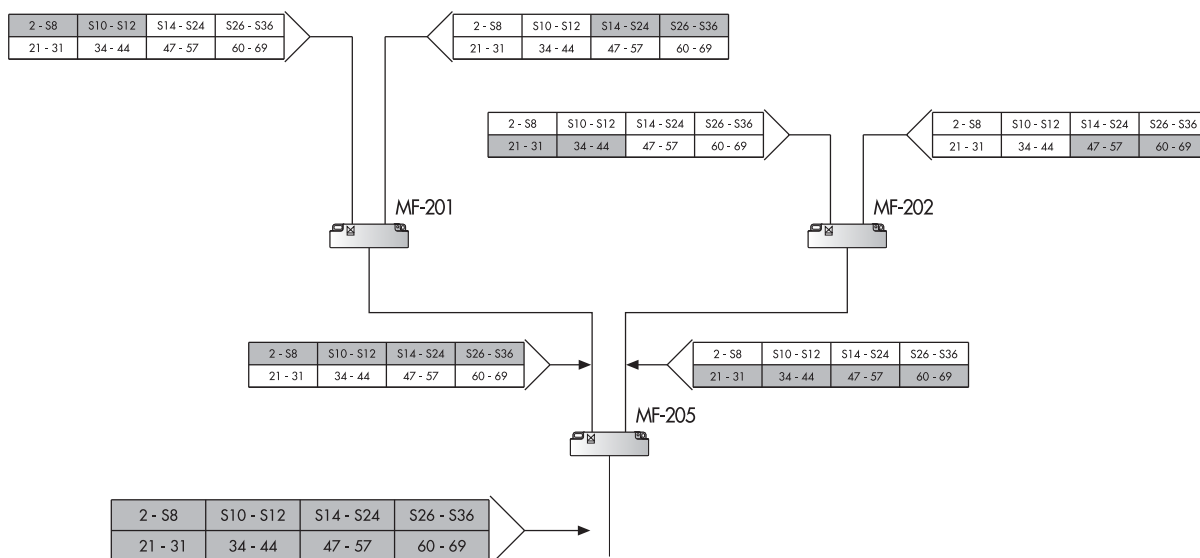 2 - S8 S10 - S12 S14 - S24 S26 - S36
21 - 31 34 - 44 47 - 57 60 - 69
2 - S8 S10 - S12 S14 - S24 S26 - S36
21 - 31 34 - 44 47 - 57 60 - 69
2 - S8 S10 - S12 S14 - S24 S26 - S36
21 - 31 34 - 44 47 - 57 60 - 69
2 - S8 S10 - S12 S14 - S24 S26 - S36
21 - 31 34 - 44 47 - 57 60 - 69
MF-201
MF-202
2 - S8 S10 - S12 S14 - S24 S26 - S36
21 - 31 34 - 44 47 - 57 60 - 69
2 - S8 S10 - S12 S14 - S24 S26 - S36
21 - 31 34 - 44 47 - 57 60 - 69
MF-205
2 - S8 S10 - S12 S14 - S24 S26 - S36
21 - 31 34 - 44 47 - 57 60 - 69